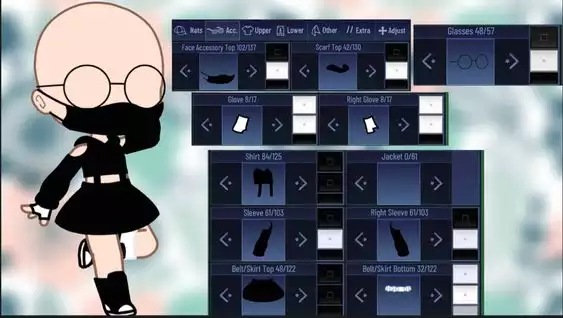 Hats Acc. Upper Lower Other Extra Adjust
Glasses 48/57
Face Accessory Top 102/137 Scarf Top 42/130
Glove 8/17 Right Glove 8/17
Shirt 84/125 Jacket 0/61
Sleeve 61/103 Right Sleeve 61/103
Belt/Skirt Top 48/122 Belt/Skirt Bottom 32/122